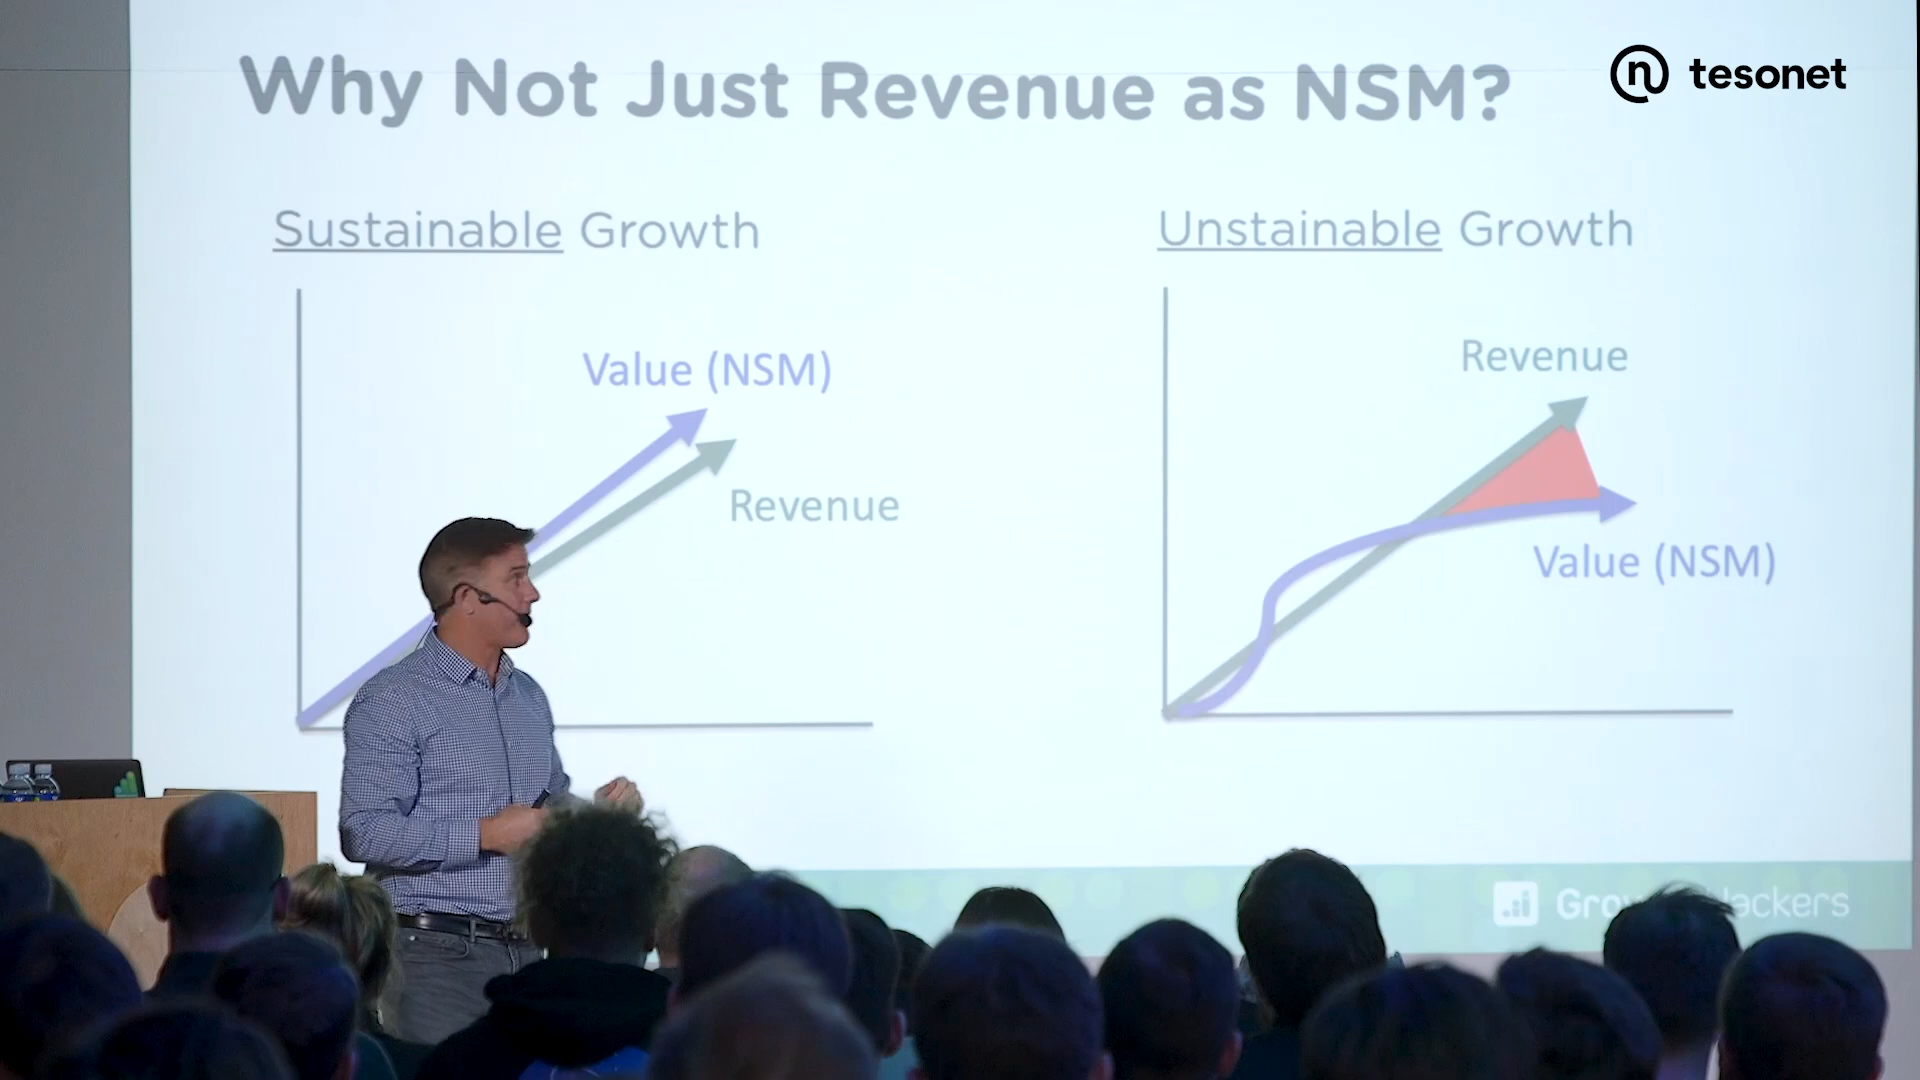 Why Not Just Revenue as NSM?
tesonet
Sustainable Growth
Unstainable Growth
Value (NSM)
Revenue
Revenue
Value (NSM)